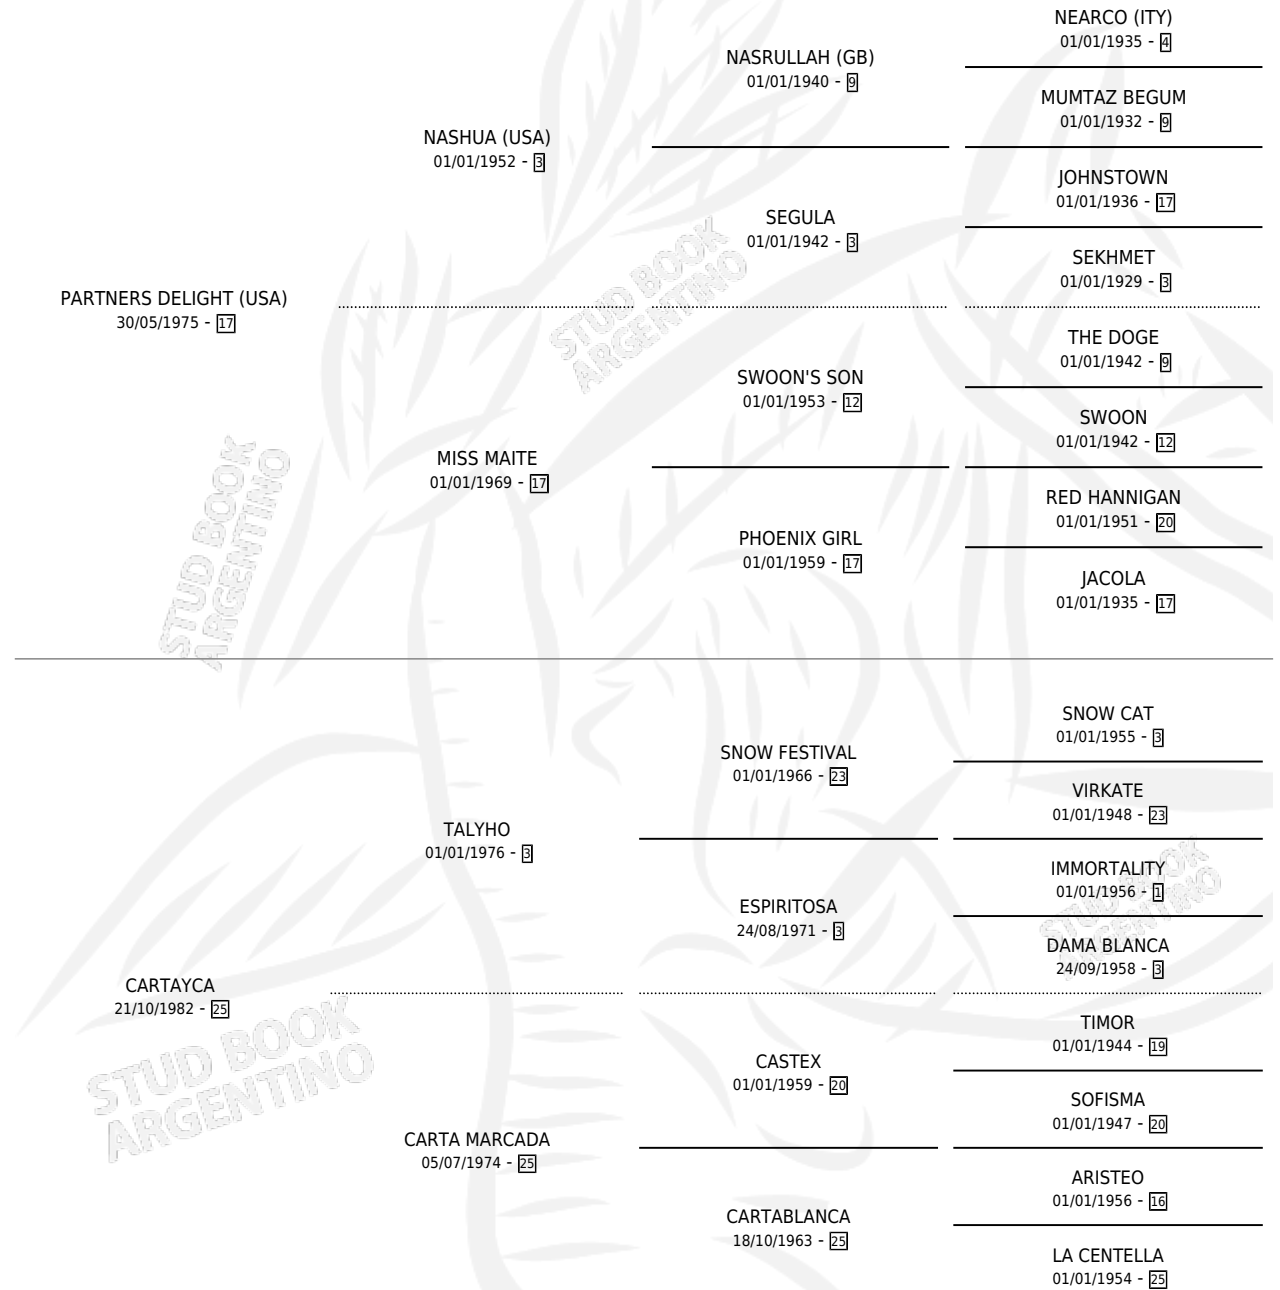 NEARCO (ITY)
01/01/1935 - 4
NASRULLAH (GB)
01/01/1940 - 9
MUMTAZ BEGUM
01/01/1932 - 9
NASHUA (USA)
01/01/1952 - 3
JOHNSTOWN
01/01/1936 - 17
SEGULA
01/01/1942 - 3
SEKHMET
01/01/1929 - 3
PARTNERS DELIGHT (USA)
30/05/1975 - 17
THE DOGE
01/01/1942 - 9
SWOON'S SON
01/01/1953 - 12
SWOON
01/01/1942 - 12
MISS MAITE
01/01/1969 - 17
RED HANNIGAN
01/01/1951 - 20
PHOENIX GIRL
01/01/1959 - 17
JACOLA
01/01/1935 - 17
SNOW CAT
01/01/1955 - 3
SNOW FESTIVAL
01/01/1966 - 23
VIRKATE
01/01/1948 - 23
TALYHO
01/01/1976 - 3
IMMORTALITY
01/01/1956 - 1
ESPIRITOSA
24/08/1971 - 3
DAMA BLANCA
24/09/1958 - 3
CARTAYCA
21/10/1982 - 25
TIMOR
01/01/1944 - 19
CASTEX
01/01/1959 - 20
SOFISMA
01/01/1947 - 20
CARTA MARCADA
05/07/1974 - 25
ARISTEO
01/01/1956 - 16
CARTABLANCA
18/10/1963 - 25
LA CENTELLA
01/01/1954 - 25
STUD BOOK
ARGENTINO
STUD BOOK
ARGENTINO
STUD BOOK
ARGENTINO
STUD BOOK
ARGENTINO